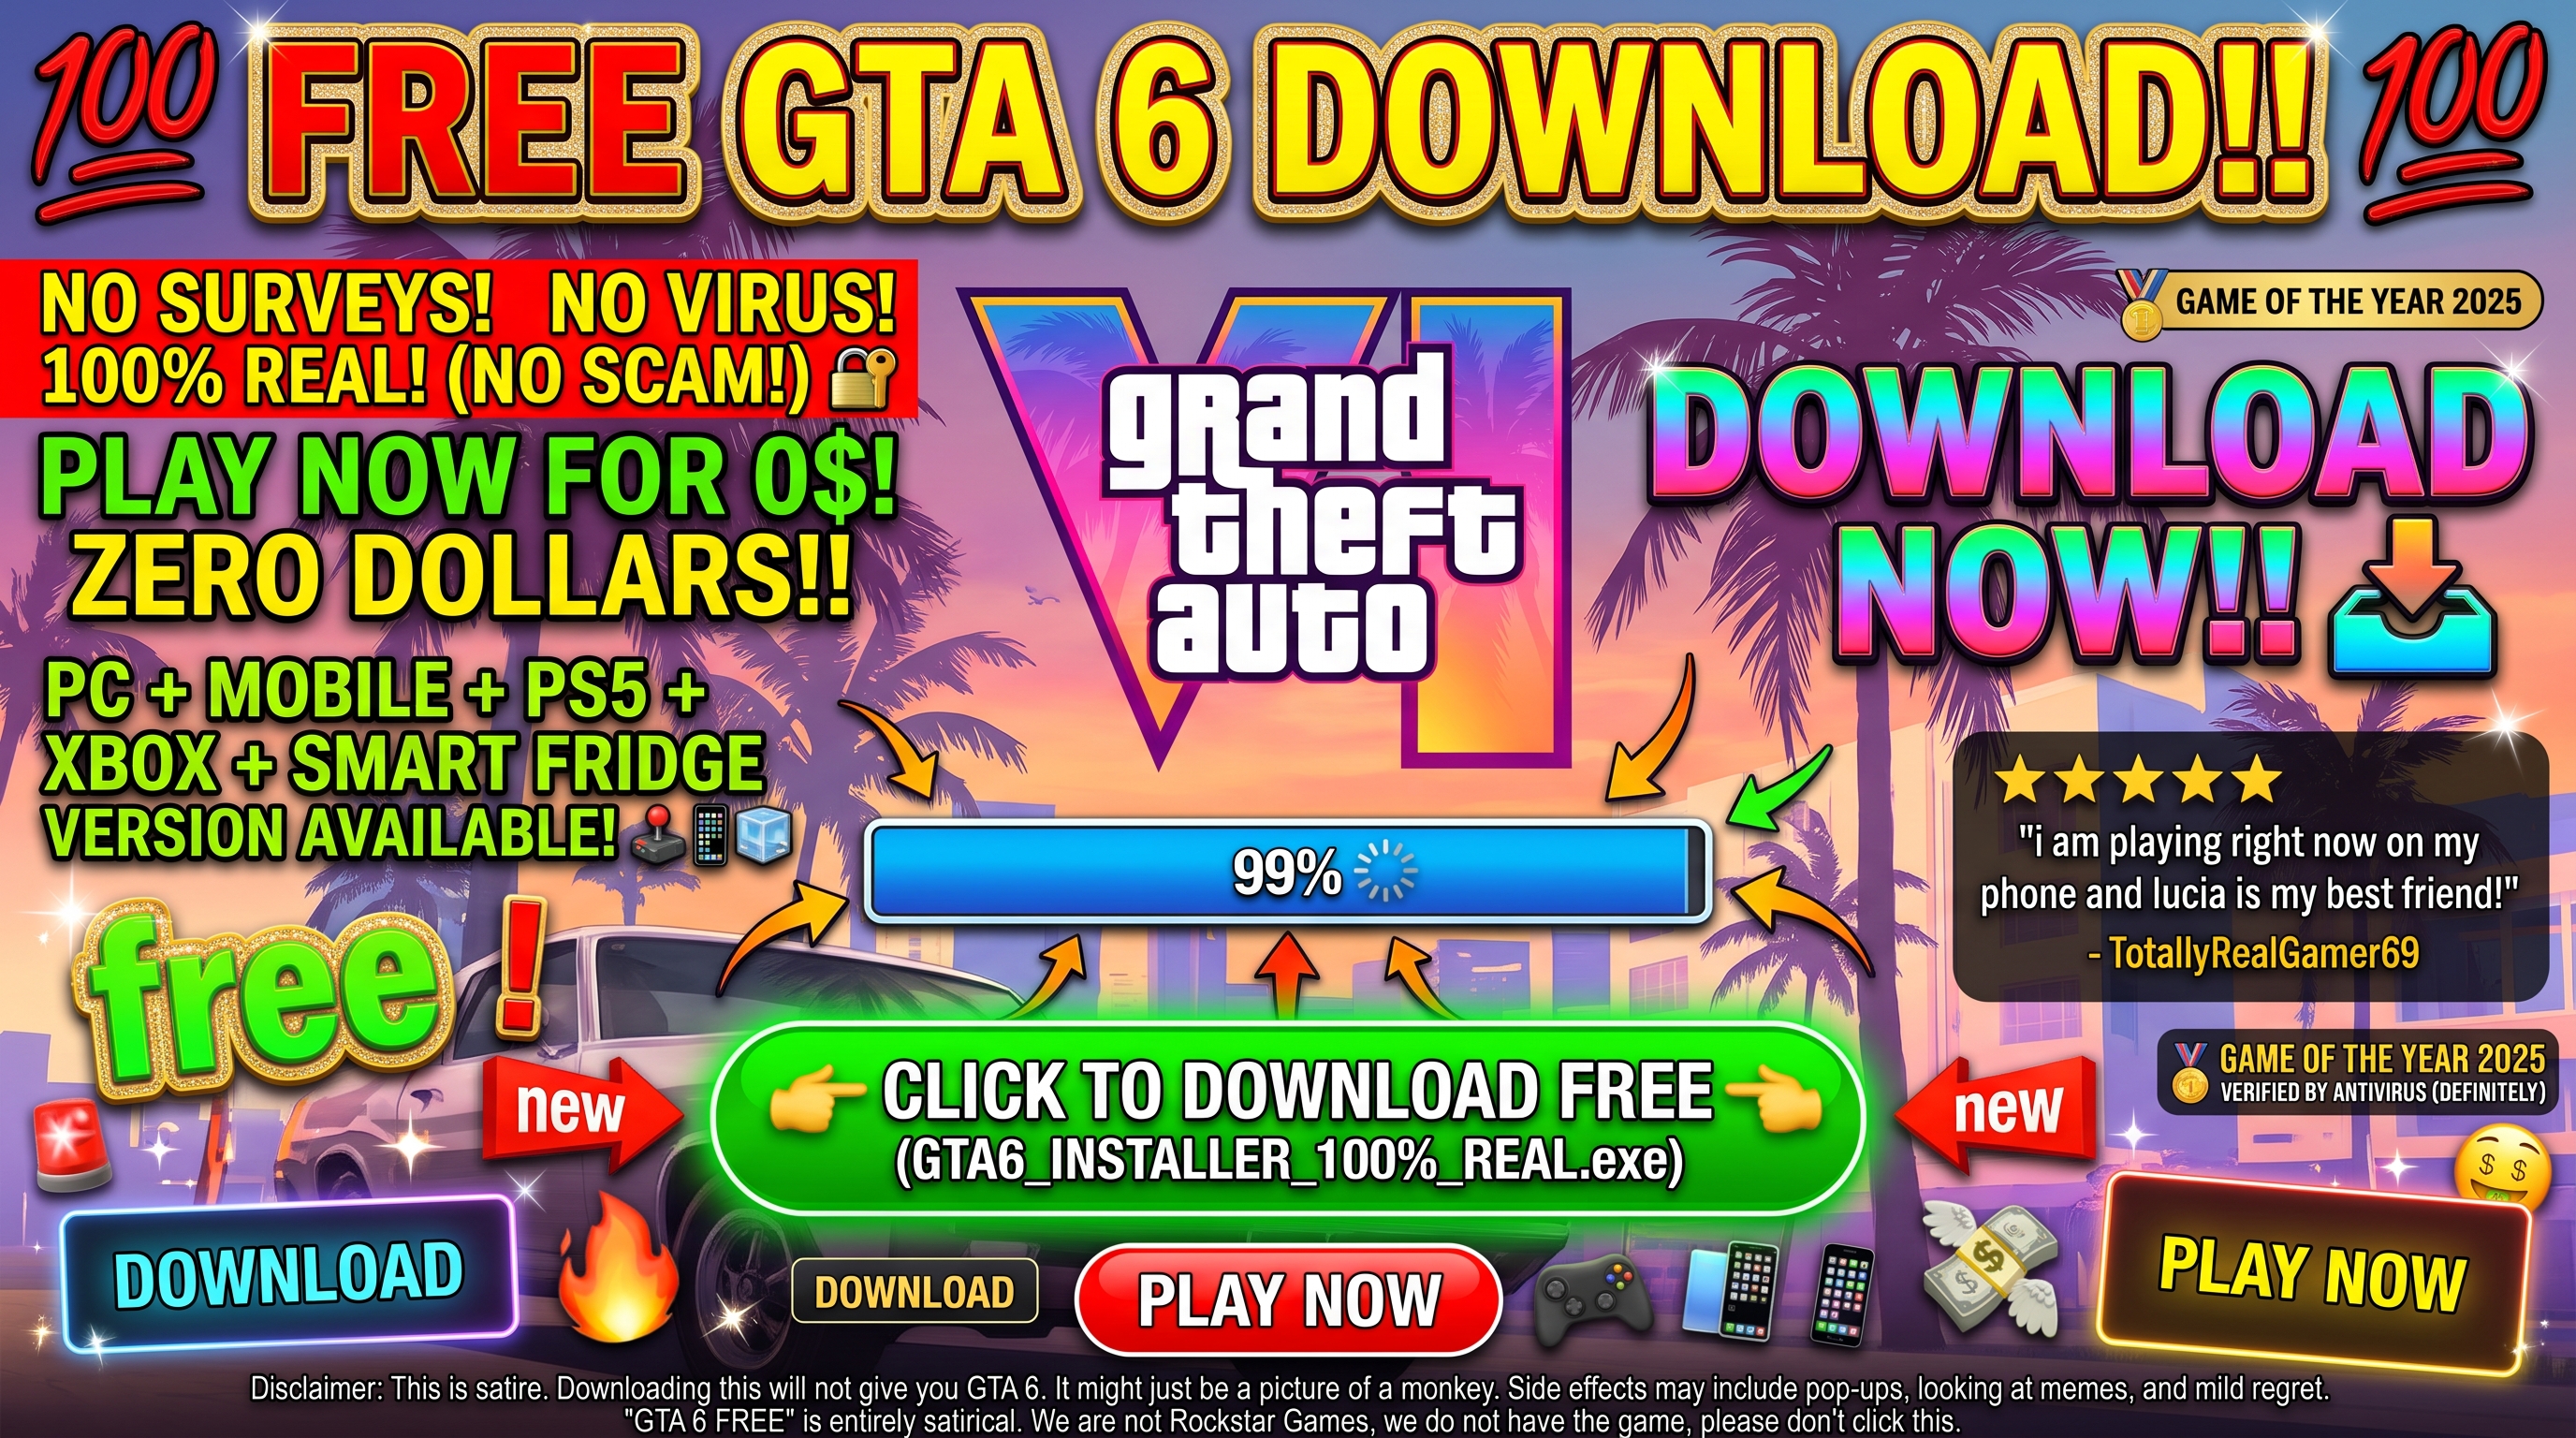 100 FREE GTA 6 DOWNLOAD!! 100
NO SURVEYS! NO VIRUS!
100% REAL! (NO SCAM!)
PLAY NOW FOR 0$!
ZERO DOLLARS!!
PC + MOBILE + PS5 +
XBOX + SMART FRIDGE
VERSION AVAILABLE!
free!
VI
grand
theft
auto
GAME OF THE YEAR 2025
DOWNLOAD
NOW!!
99%
"i am playing right now on my
phone and lucia is my best friend!"
- TotallyRealGamer69
GAME OF THE YEAR 2025
VERIFIED BY ANTIVIRUS (DEFINITELY)
new
CLICK TO DOWNLOAD FREE
(GTA6_INSTALLER_100%_REAL.exe)
new
DOWNLOAD
DOWNLOAD
PLAY NOW
PLAY NOW
Disclaimer: This is satire. Downloading this will not give you GTA 6. It might just be a picture of a monkey. Side effects may include pop-ups, looking at memes, and mild regret.
"GTA 6 FREE" is entirely satirical. We are not Rockstar Games, we do not have the game, please don't click this.